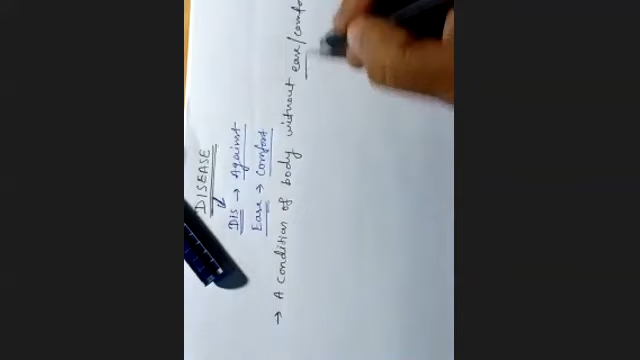 DISEASE
DIS → Against
Ease → Comfort
→ A condition of body without ease/comfo